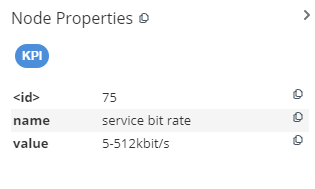 Node Properties
KPI
<id> 75
name service bit rate
value 5-512kbit/s